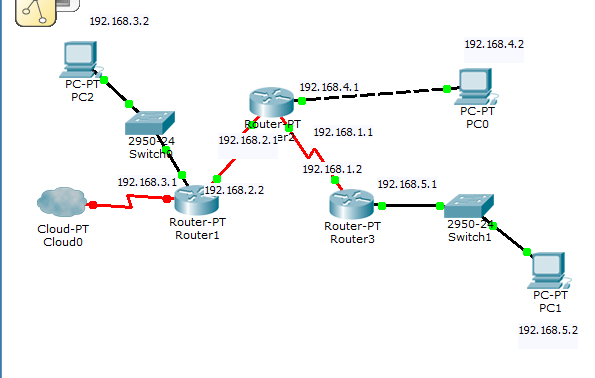 192.168.3.2
192.168.4.2
PC-PT
PC2
192.168.4.1
PC-PT
PC0
Router-PT
192.168.1.1
2950-24
192.168.2.1
192.168.1.2
192.168.3.1
192.168.2.2
192.168.5.1
Cloud-PT
Cloud0
Router-PT
Router1
Router-PT
Router3
2950-24
Switch1
PC-PT
PC1
192.168.5.2